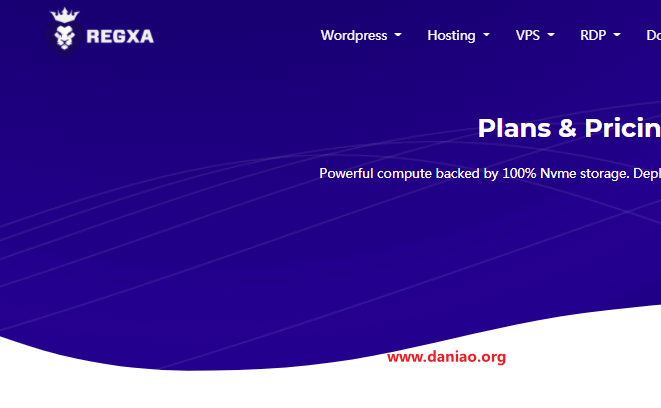 REGXA
Wordpress Hosting VPS RDP Do
Plans & Pricin
Powerful compute backed by 100% Nvme storage. Depl
www.daniao.org